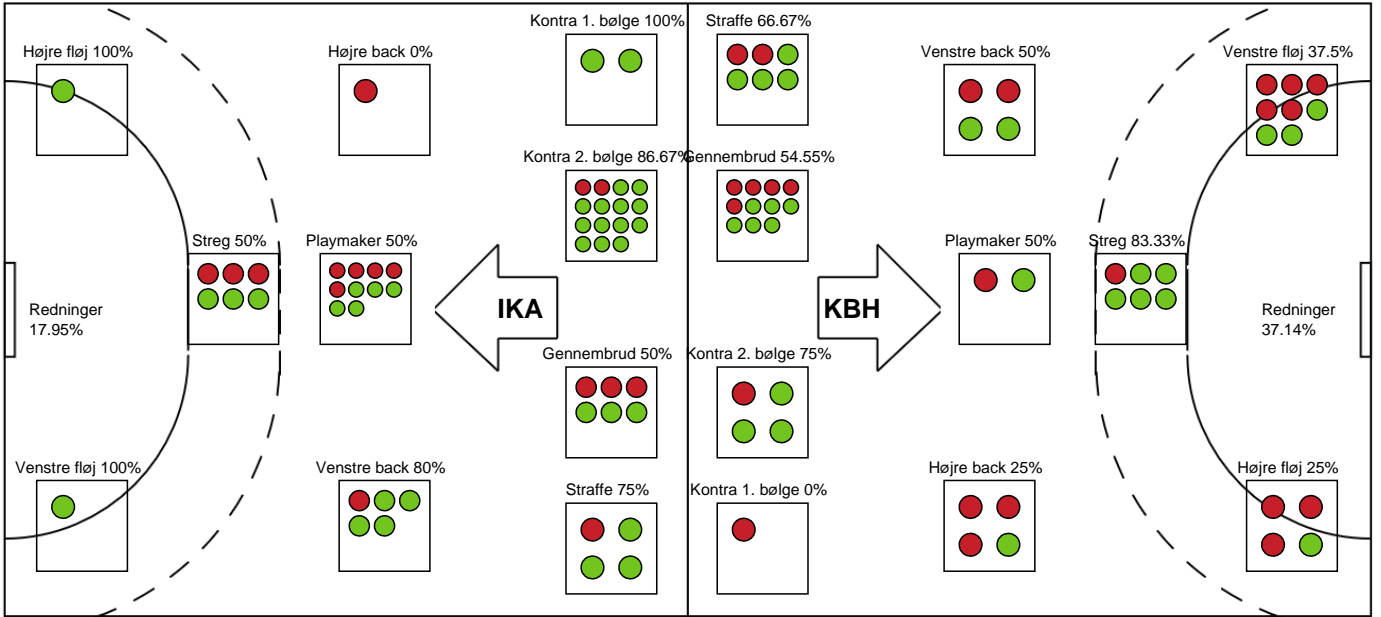 Kontra 1. bølge 100%
Straffe 66.67%
Højre fløj 100%
Højre back 0%
Venstre back 50%
Venstre fløj 37.5%
Kontra 2. bølge 86.67%
Gennembrud 54.55%
Streg 50%
Playmaker 50%
Playmaker 50%
Streg 83.33%
Redninger
17.95%
IKA
KBH
Redninger
37.14%
Gennembrud 50%
Kontra 2. bølge 75%
Venstre fløj 100%
Venstre back 80%
Straffe 75%
Kontra 1. bølge 0%
Højre back 25%
Højre fløj 25%